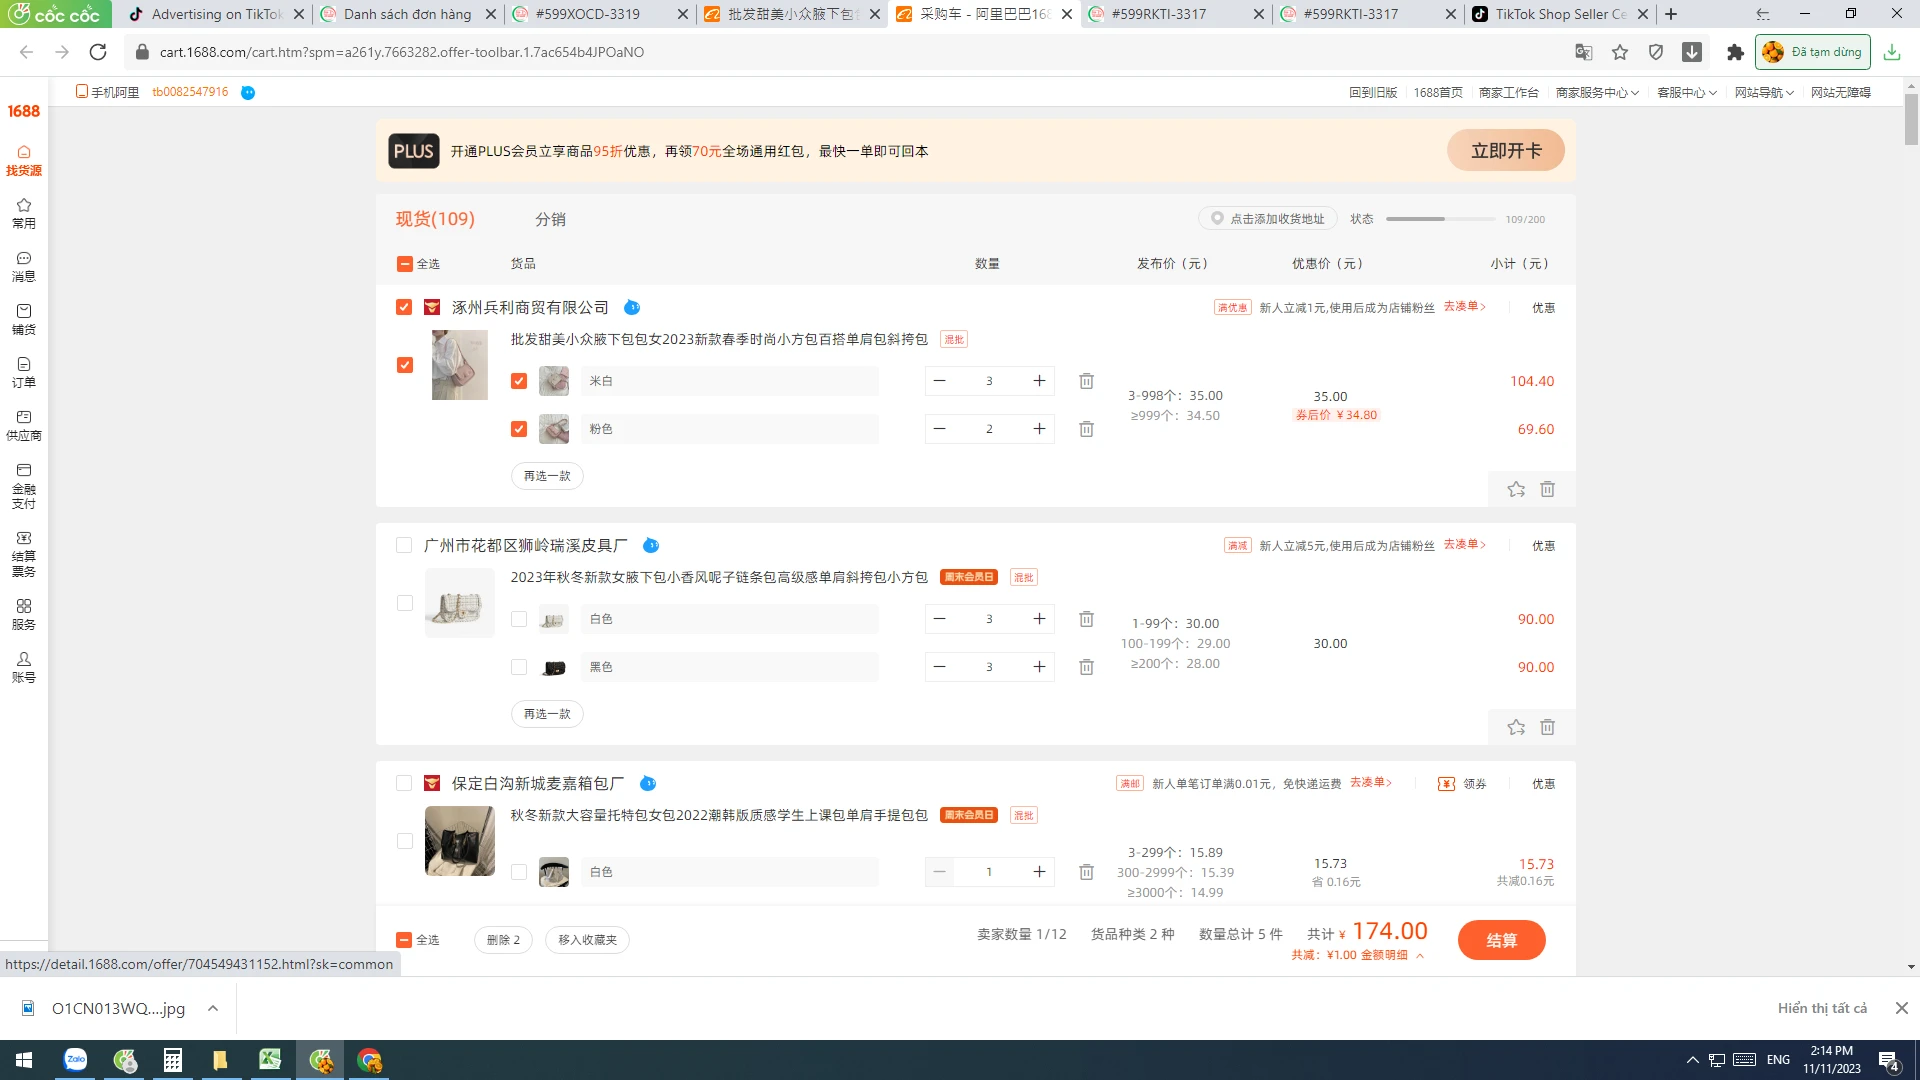 cốc cốc
Advertising on TikTok
Danh sách đơn hàng
#599XOCD-3319
批发甜美小众腋下包包
采购车 - 阿里巴巴168
#599RKTI-3317
#599RKTI-3317
TikTok Shop Seller Ce
cart.1688.com/cart.htm?spm=a261y.7663282.offer-toolbar.1.7ac654b4JPOaNO
Đã tạm dừng
手机阿里 tb0082547916
回到旧版 1688首页 商家工作台 商家服务中心 客服中心 网站导航 网站无障碍
1688
找货源
常用
消息
铺货
订单
供应商
金融
支付
结算
票务
服务
账号
PLUS 开通PLUS会员立享商品95折优惠，再领70元全场通用红包，最快一单即可回本 立即开卡
现货(109) 分销 点击添加收货地址 状态 109/200
全选 货品 数量 发布价（元） 优惠价（元） 小计（元）
涿州兵利商贸有限公司 满优惠 新人立减1元,使用后成为店铺粉丝 去凑单> 优惠
批发甜美小众腋下包包女2023新款春季时尚小方包百搭单肩包斜挎包 混批
米白 3 104.40
3-998个：35.00 35.00
≥999个：34.50 券后价 ¥34.80
粉色 2 69.60
再选一款
广州市花都区狮岭瑞溪皮具厂 满减 新人立减5元,使用后成为店铺粉丝 去凑单> 优惠
2023年秋冬新款女腋下包小香风呢子链条包高级感单肩斜挎包小方包 周末会员日 混批
白色 3 90.00
1-99个：30.00
100-199个：29.00 30.00
≥200个：28.00
黑色 3 90.00
再选一款
保定白沟新城麦嘉箱包厂 满邮 新人单笔订单满0.01元，免快递运费 去凑单> 领券 优惠
秋冬新款大容量托特包女包2022潮韩版质感学生上课包单肩手提包包 周末会员日 混批
3-299个：15.89
白色 1 300-2999个：15.39 15.73 15.73
≥3000个：14.99 省 0.16元 共减0.16元
全选 删除 2 移入收藏夹 卖家数量 1/12 货品种类 2 种 数量总计 5 件 共计 ¥ 174.00 结算
共减：¥1.00 金额明细
https://detail.1688.com/offer/704549431152.html?sk=common
O1CN013WQ....jpg
Hiển thị tất cả
Zalo
ENG
2:14 PM
11/11/2023
4